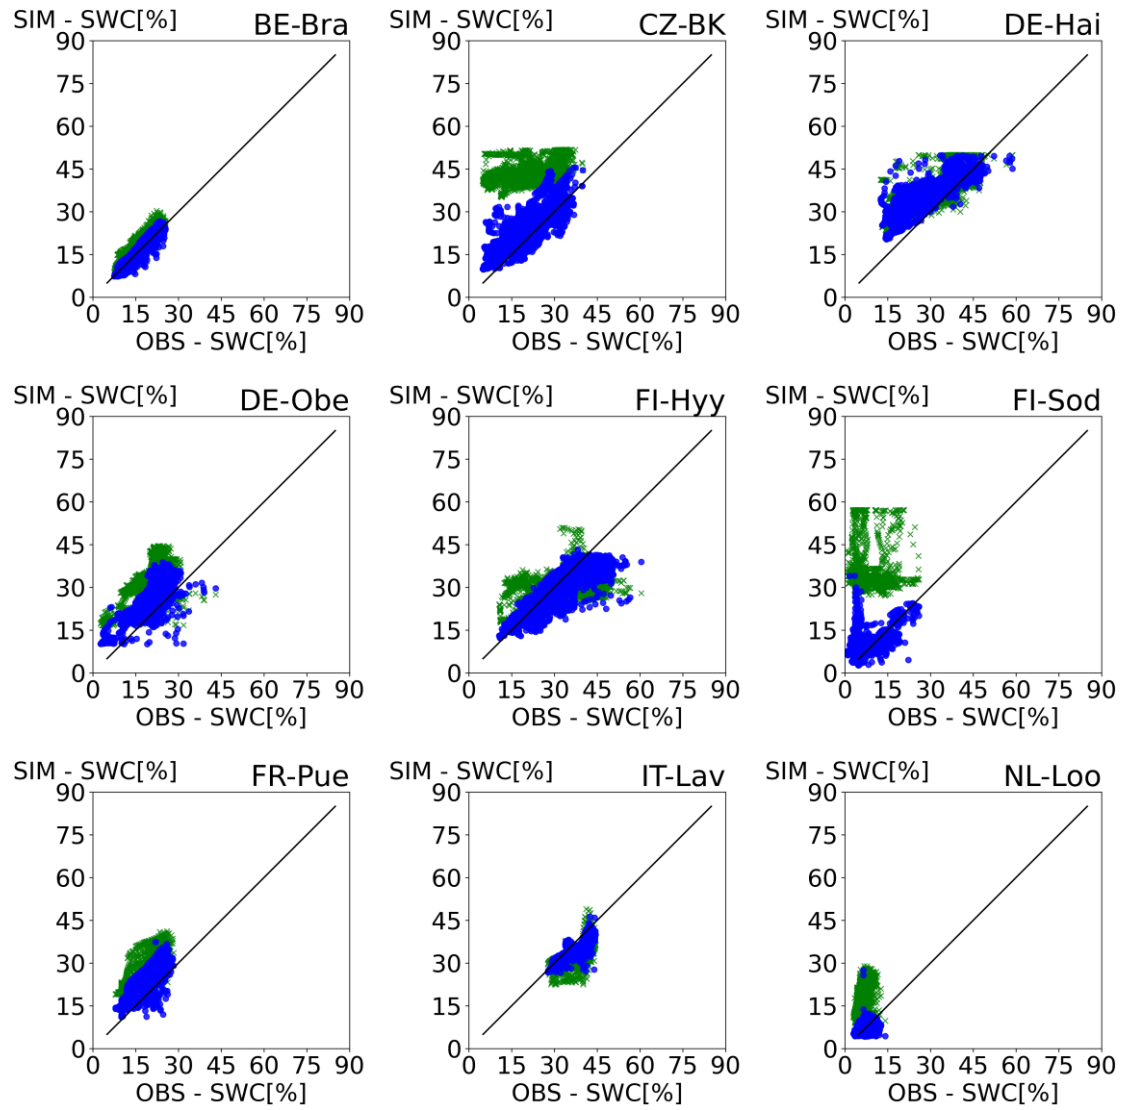 SIM - SWC[%] BE-Bra SIM - SWC[%] CZ-BK SIM - SWC[%] DE-Hai
90 90 90
75 75 75
60 60 60
45 45 45
30 30 30
15 15 15
0 0 0
0 15 30 45 60 75 90 0 15 30 45 60 75 90 0 15 30 45 60 75 90
OBS - SWC[%] OBS - SWC[%] OBS - SWC[%]
SIM - SWC[%] DE-Obe SIM - SWC[%] FI-Hyy SIM - SWC[%] FI-Sod
90 90 90
75 75 75
60 60 60
45 45 45
30 30 30
15 15 15
0 0 0
0 15 30 45 60 75 90 0 15 30 45 60 75 90 0 15 30 45 60 75 90
OBS - SWC[%] OBS - SWC[%] OBS - SWC[%]
SIM - SWC[%] FR-Pue SIM - SWC[%] IT-Lav SIM - SWC[%] NL-Loo
90 90 90
75 75 75
60 60 60
45 45 45
30 30 30
15 15 15
0 0 0
0 15 30 45 60 75 90 0 15 30 45 60 75 90 0 15 30 45 60 75 90
OBS - SWC[%] OBS - SWC[%] OBS - SWC[%]